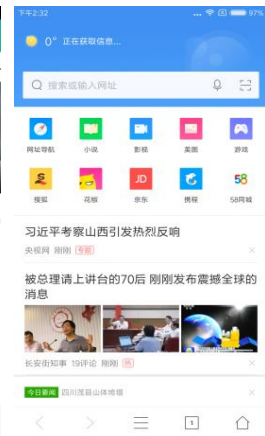 下午2:32
... 97%
0° 正在获取信息...
搜索或输入网址
网址导航 小说 影视 美图 游戏
JD 58
搜狐 花椒 京东 携程 58同城
习近平考察山西引发热烈反响
央视网 刚刚 专题
被总理请上讲台的70后 刚刚发布震撼全球的
消息
长安街知事 19评论 刚刚 热
今日要闻 四川茂县山体垮塌